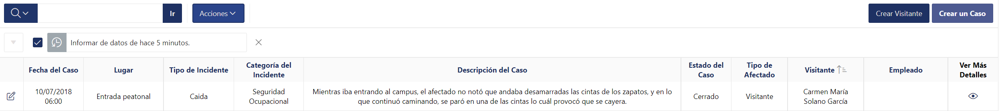 Ir
Acciones
Crear Visitante
Crear un Caso
Informar de datos de hace 5 minutos.
Fecha del Caso
Lugar
Tipo de Incidente
Categoría del
Incidente
Descripción del Caso
Estado del
Caso
Tipo de
Afectado
Visitante
Empleado
Ver Más
Detalles
10/07/2018
06:00
Entrada peatonal
Caida
Seguridad
Ocupacional
Mientras iba entrando al campus, el afectado no notó que andaba desamarradas las cintas de los zapatos, y en lo
que continuó caminando, se paró en una de las cintas lo cuál provocó que se cayera.
Cerrado
Visitante
Carmen María
Solano García